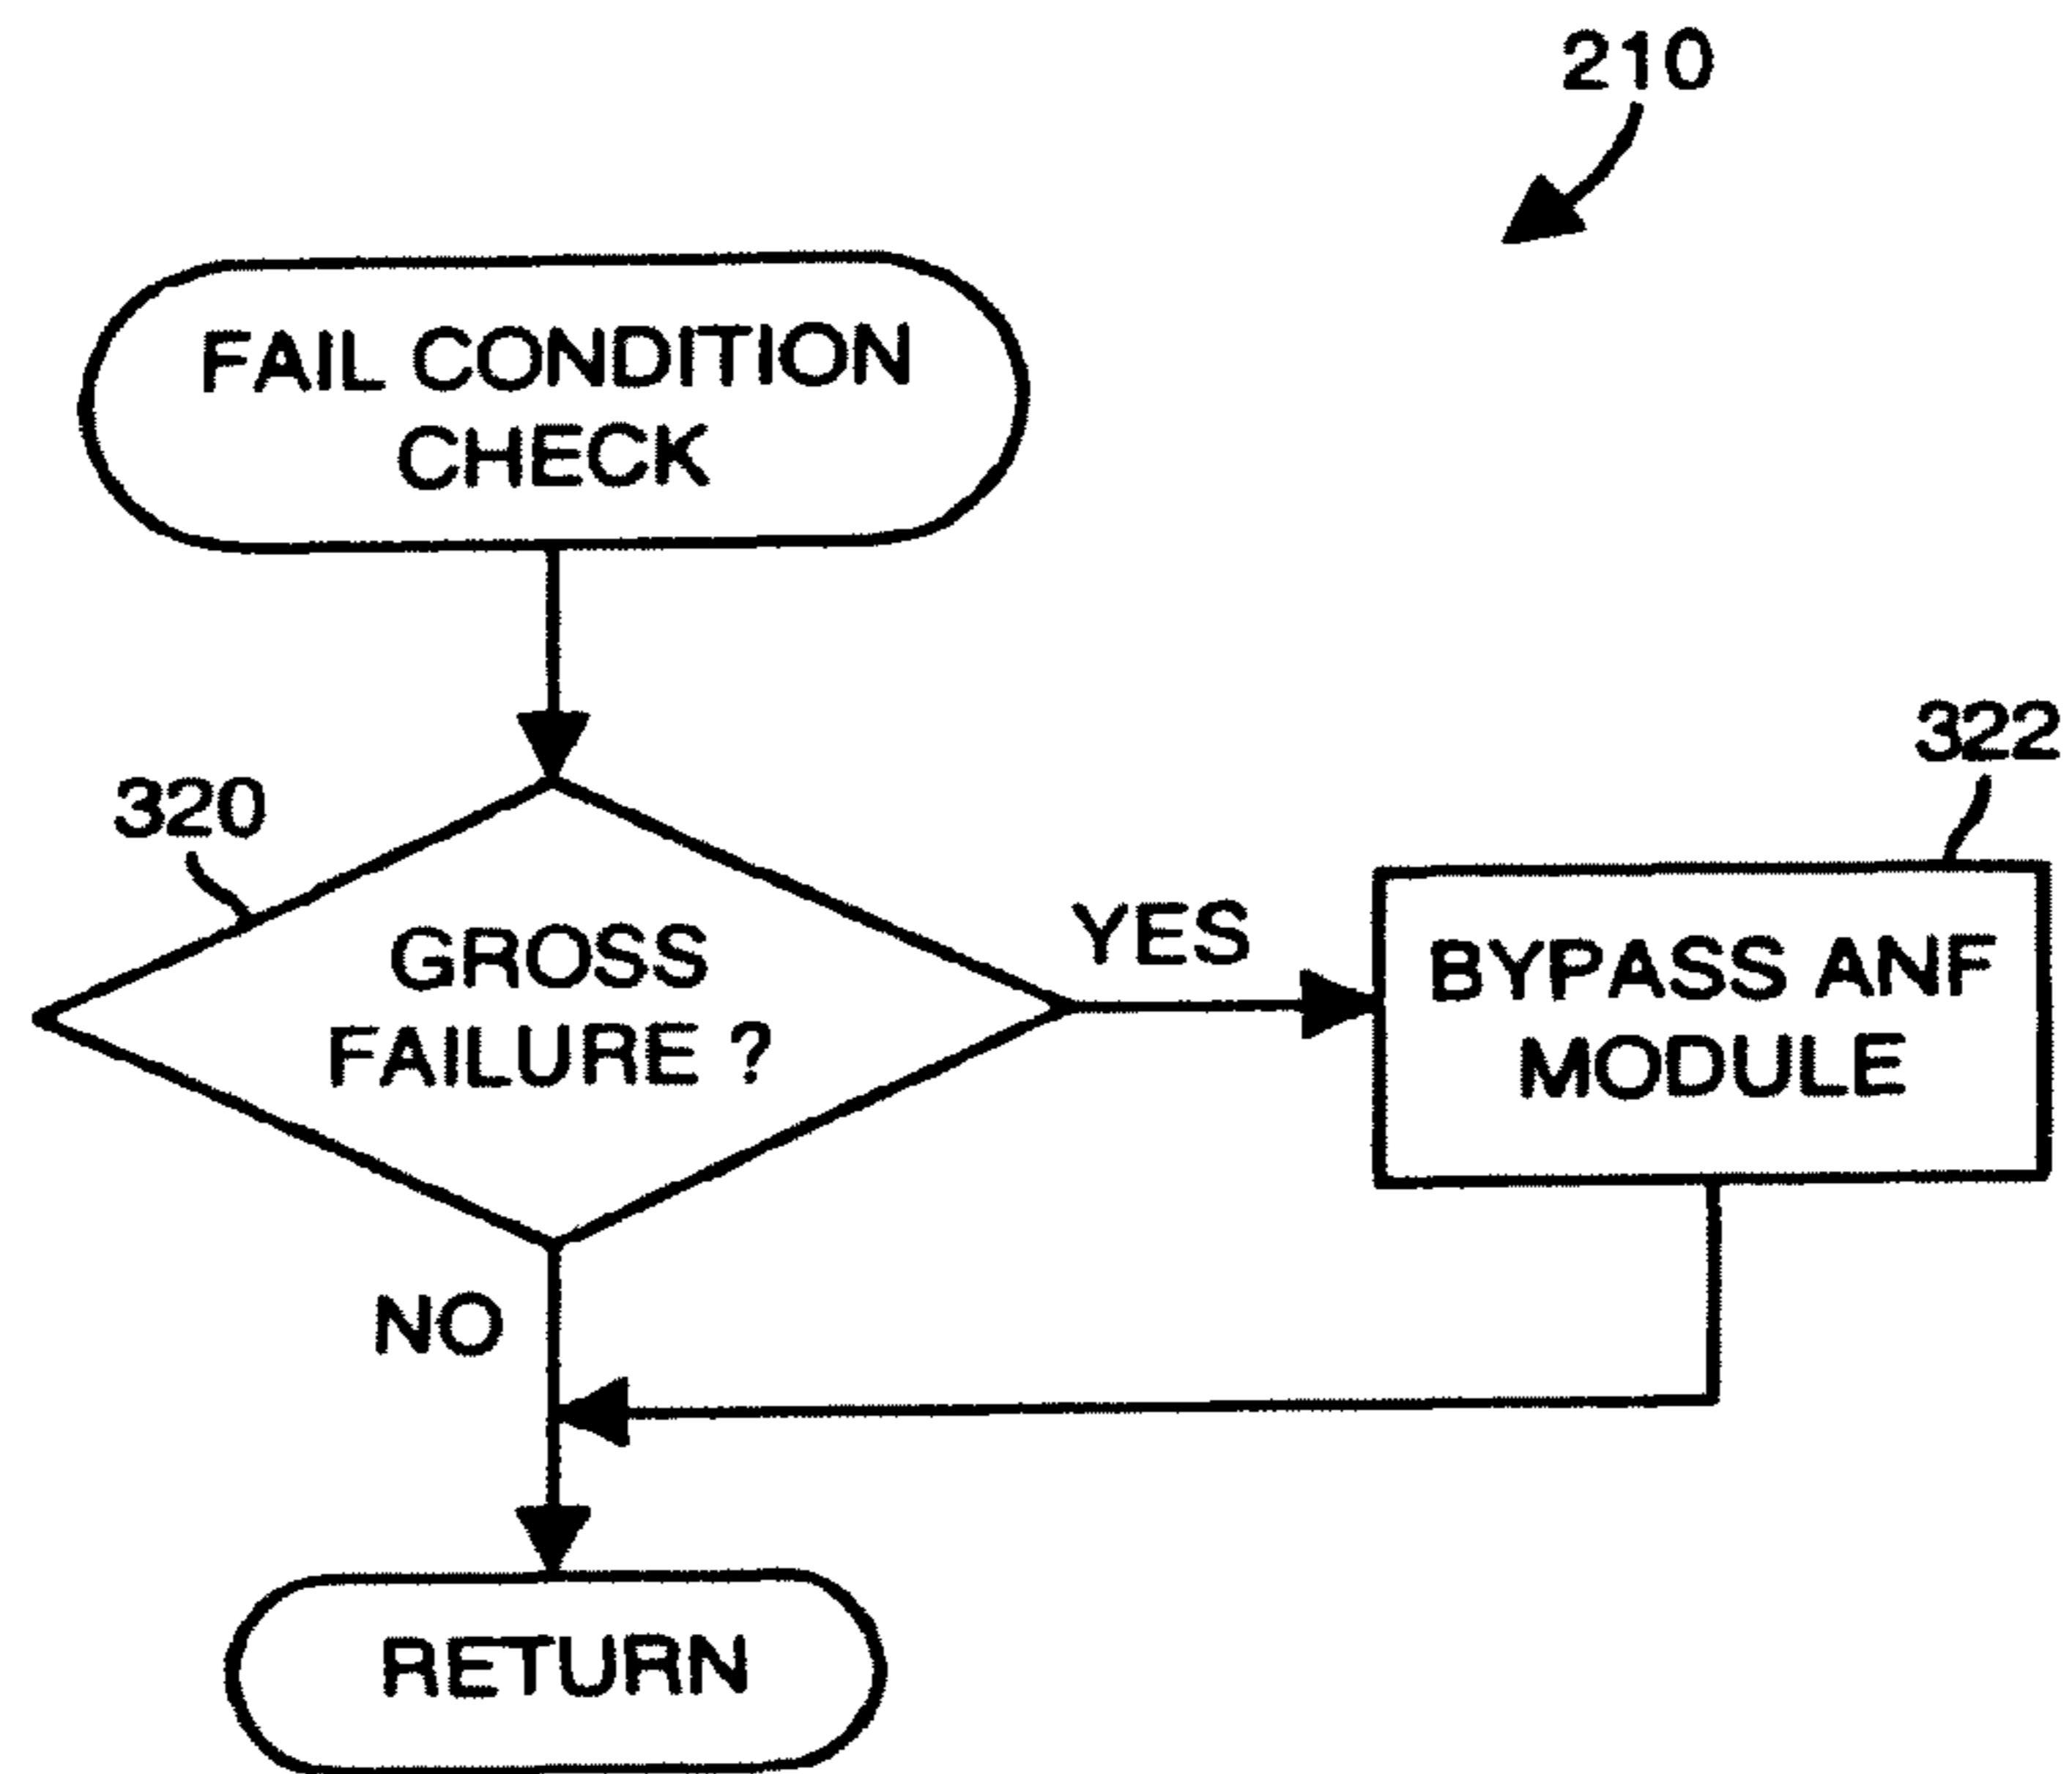 210
FAIL CONDITION
CHECK
320
GROSS
FAILURE ?
YES
322
BYPASS ANF
MODULE
NO
RETURN